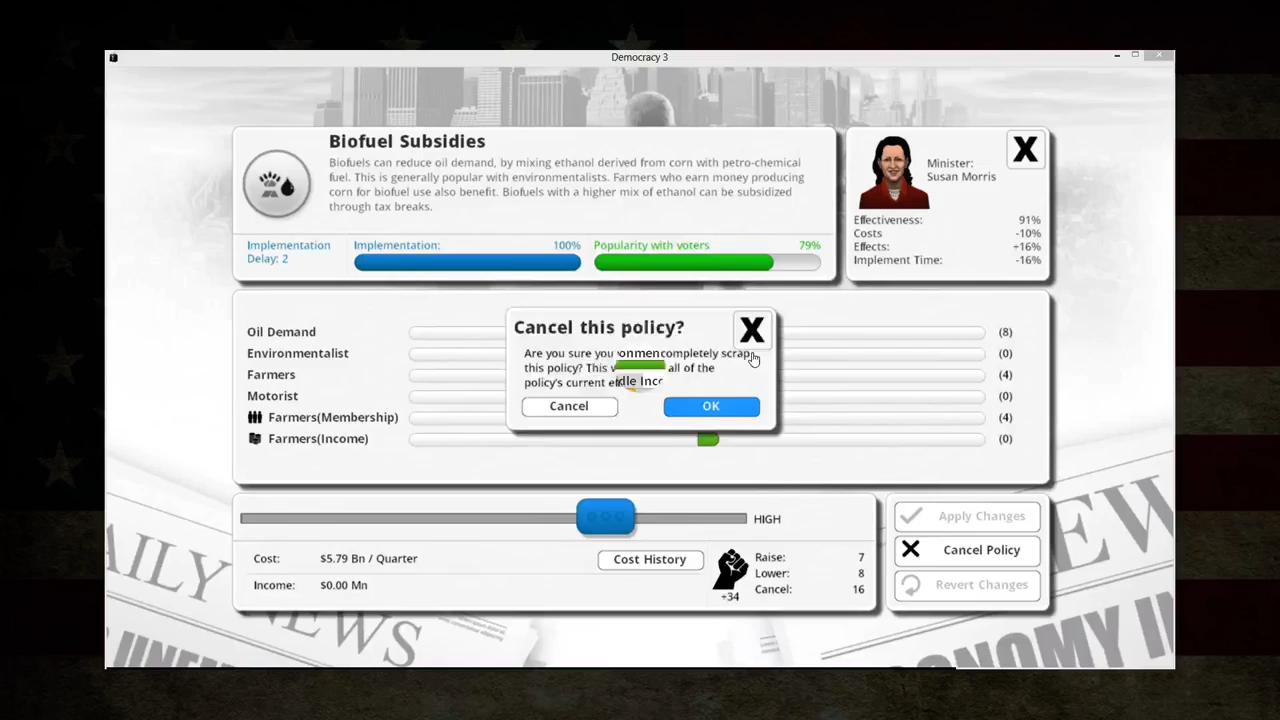 Democracy 3
Biofuel Subsidies
Biofuels can reduce oil demand, by mixing ethanol derived from corn with petro-chemical
fuel. This is generally popular with environmentalists. Farmers who earn money producing
corn for biofuel use also benefit. Biofuels with a higher mix of ethanol can be subsidized
through tax breaks.
Implementation
Delay: 2
Implementation: 100%
Popularity with voters 79%
X
Minister:
Susan Morris
Effectiveness: 91%
Costs -10%
Effects: +16%
Implement Time: -16%
Oil Demand (8)
Environmentalist (0)
Farmers (4)
Motorist (0)
Farmers(Membership) (4)
Farmers(Income) (0)
Cancel this policy?
X
Are you sure you onmen completely scrap
this policy? This all of the
policy's current
dle Inc
Cancel
OK
HIGH
Cost: $5.79 Bn / Quarter
Income: $0.00 Mn
Cost History
+34
Raise: 7
Lower: 8
Cancel: 16
Apply Changes
Cancel Policy
Revert Changes
DAILY
NEWS
NEW